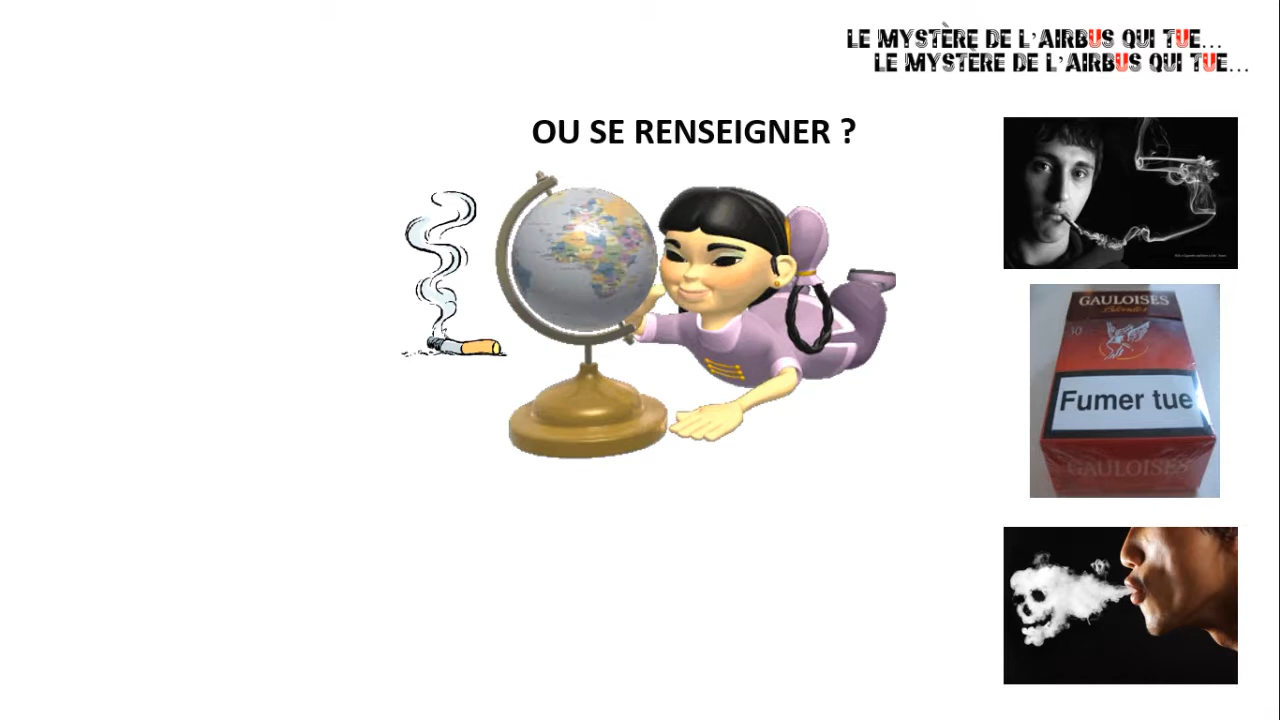 LE MYSTÈRE DE L'AIRBUS QUI TUE...
LE MYSTÈRE DE L'AIRBUS QUI TUE...
OU SE RENSEIGNER ?
GAULOISES
Blondes
Fumer tue
GAULOISES